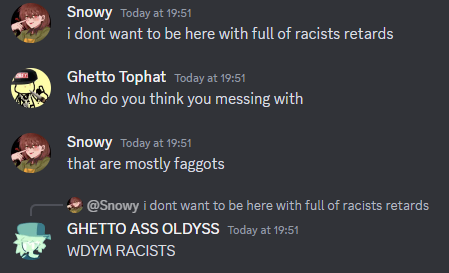 Snowy Today at 19:51
i dont want to be here with full of racists retards
Ghetto Tophat Today at 19:51
Who do you think you messing with
Snowy Today at 19:51
that are mostly faggots
@Snowy i dont want to be here with full of racists retards
GHETTO ASS OLDYSS Today at 19:51
WDYM RACISTS